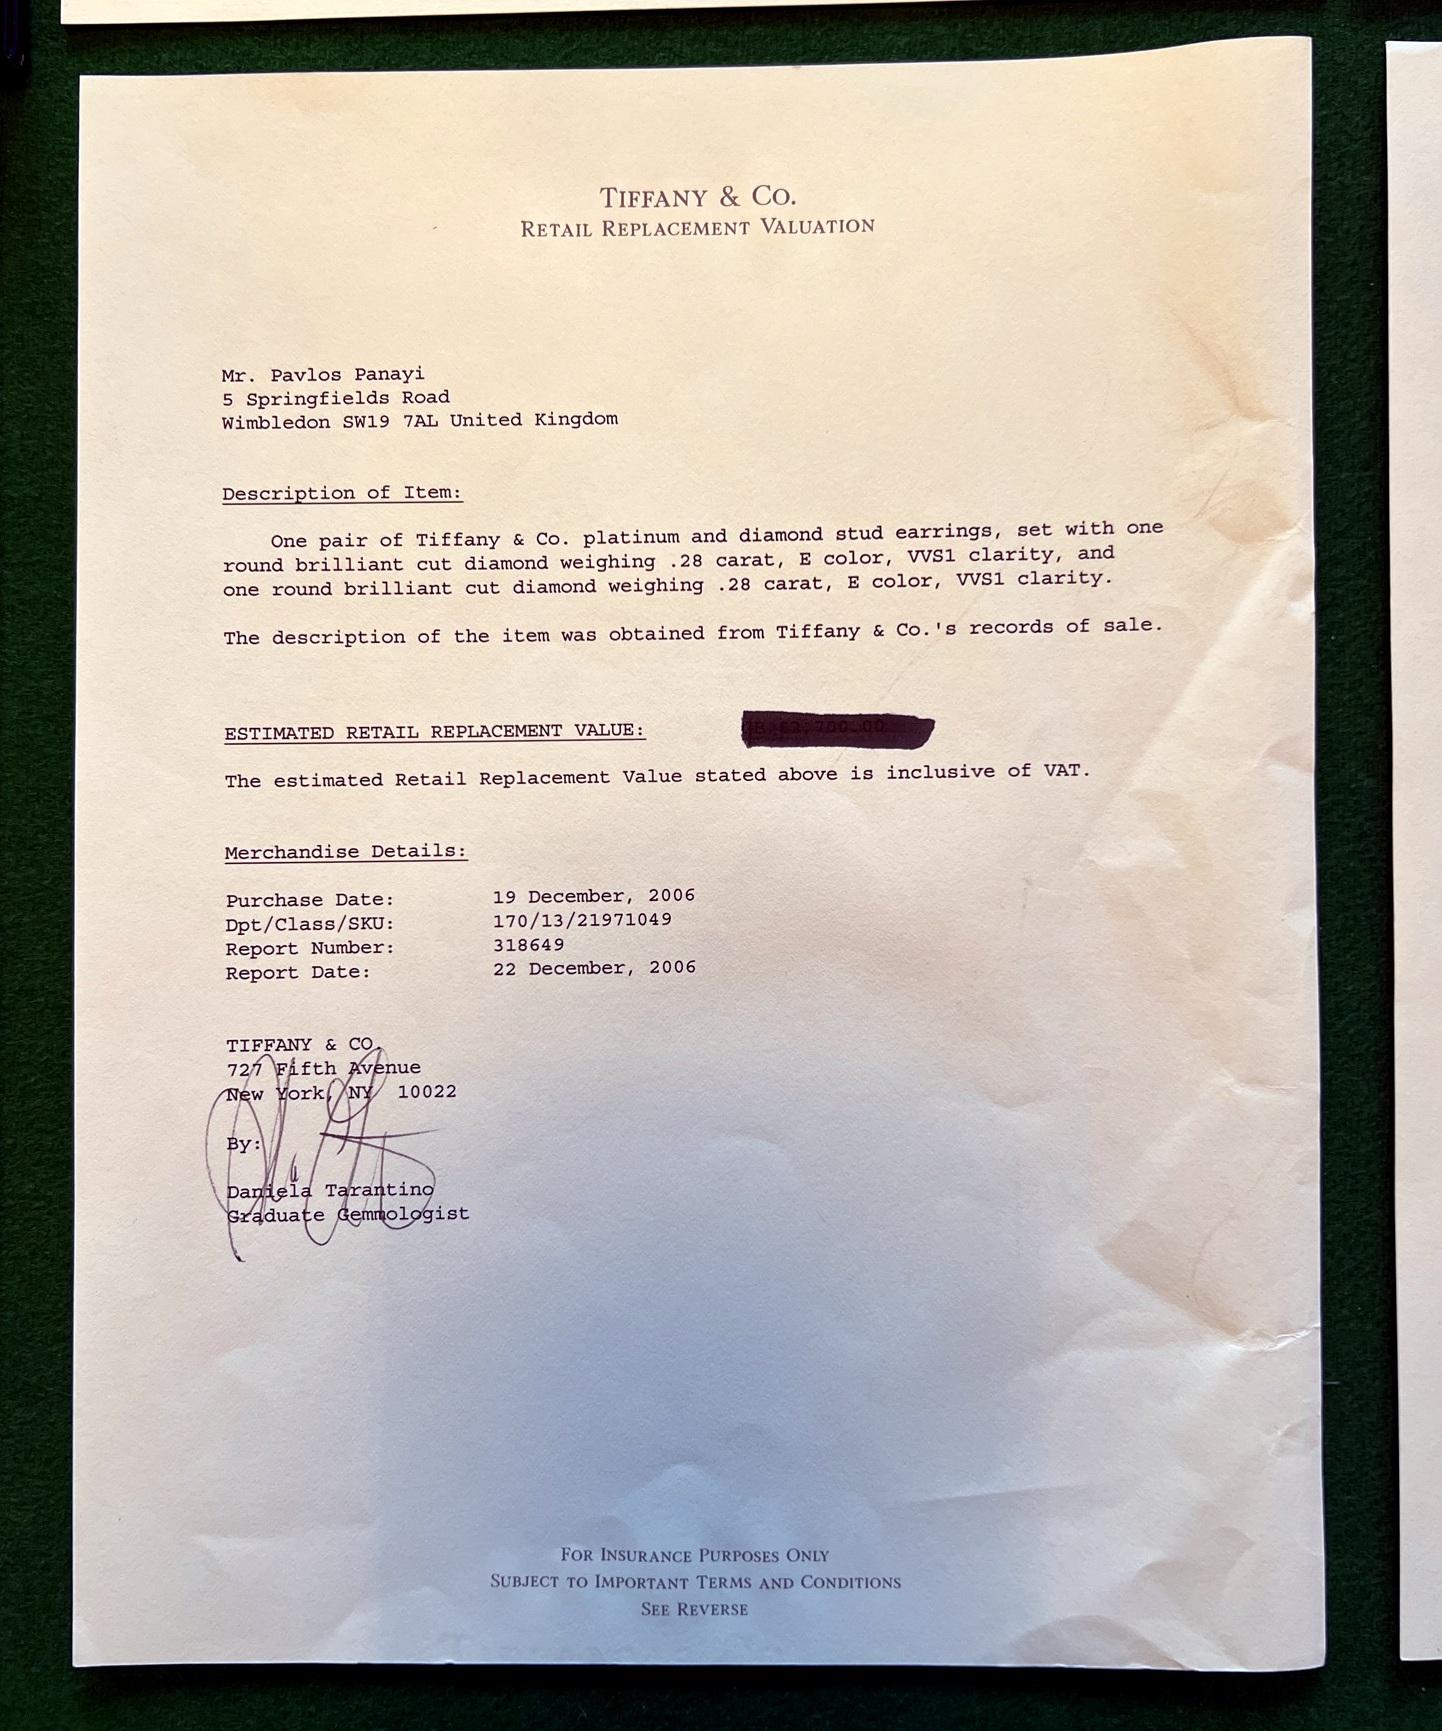 TIFFANY & CO.
RETAIL REPLACEMENT VALUATION
Mr. Pavlos Panayi
5 Springfields Road
Wimbledon SW19 7AL United Kingdom
Description of Item:
One pair of Tiffany & Co. platinum and diamond stud earrings, set with one
round brilliant cut diamond weighing .28 carat, E color, VVS1 clarity, and
one round brilliant cut diamond weighing .28 carat, E color, VVS1 clarity.
The description of the item was obtained from Tiffany & Co.'s records of sale.
ESTIMATED RETAIL REPLACEMENT VALUE:
The estimated Retail Replacement Value stated above is inclusive of VAT.
Merchandise Details:
Purchase Date: 19 December, 2006
Dpt/Class/SKU: 170/13/21971049
Report Number: 318649
Report Date: 22 December, 2006
TIFFANY & CO.
727 Fifth Avenue
New York, NY 10022
By:
Daniela Tarantino
Graduate Gemmologist
FOR INSURANCE PURPOSES ONLY
SUBJECT TO IMPORTANT TERMS AND CONDITIONS
SEE REVERSE